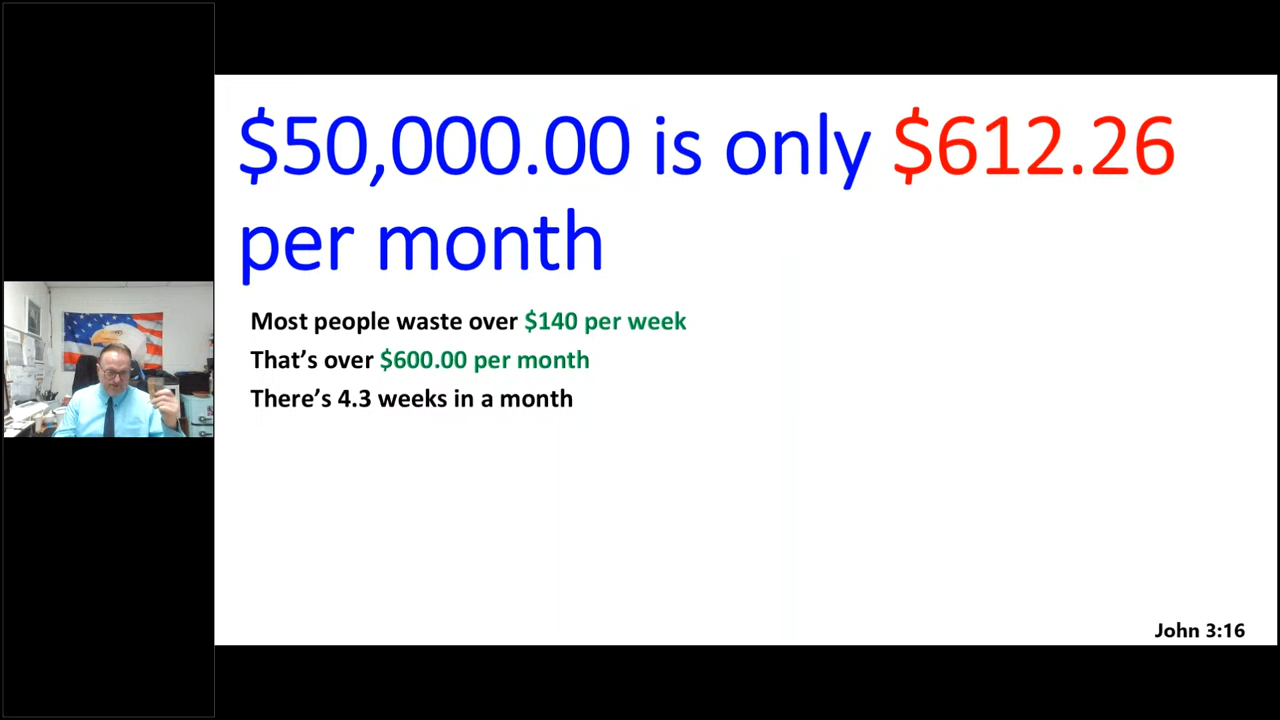 $50,000.00 is only $612.26
per month
Most people waste over $140 per week
That's over $600.00 per month
There's 4.3 weeks in a month
John 3:16